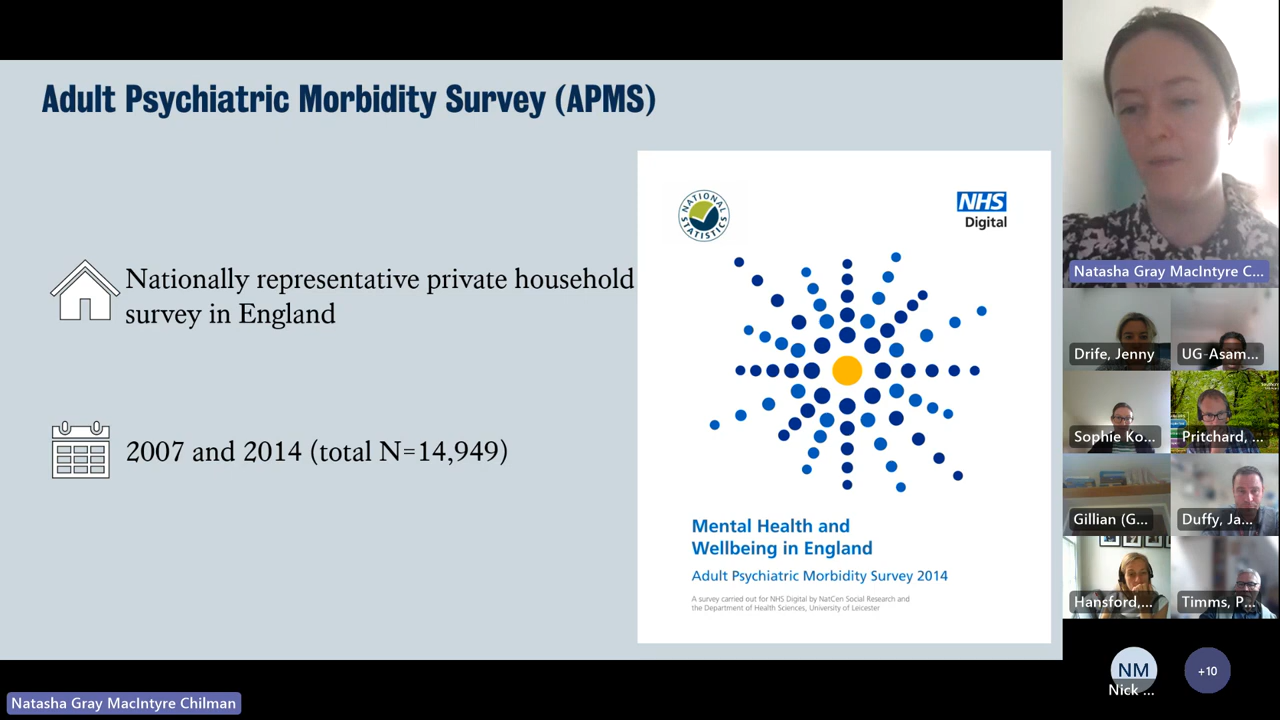 Adult Psychiatric Morbidity Survey (APMS)
Nationally representative private household
survey in England
2007 and 2014 (total N=14,949)
NATIONAL
STATISTICS
NHS
Digital
Mental Health and
Wellbeing in England
Adult Psychiatric Morbidity Survey 2014
A survey carried out for NHS Digital by NatCen Social Research and
the Department of Health Sciences, University of Leicester
Natasha Gray MacIntyre C...
Drife, Jenny
UG-Asam...
Sophie Ko...
Pritchard, ...
Gillian (G...
Duffy, Ja...
Hansford,...
Timms, P...
NM
Nick ...
+10
Natasha Gray MacIntyre Chilman